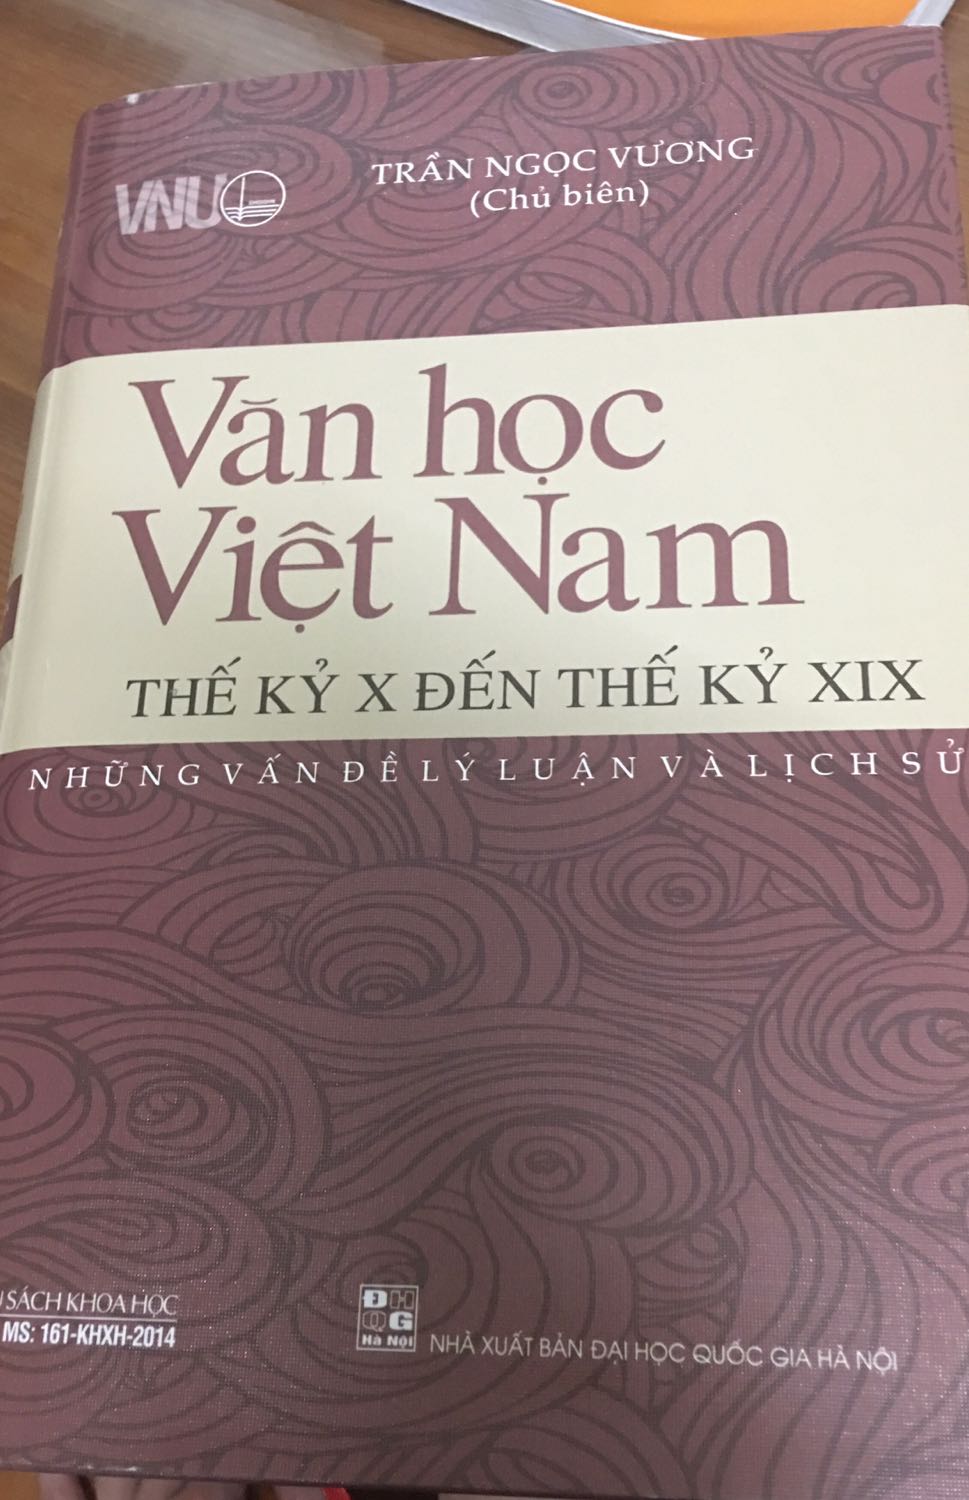 VNU
TRẦN NGỌC VƯƠNG
(Chủ biên)
Văn học
Việt Nam
THẾ KỶ X ĐẾN THẾ KỶ XIX
NHỮNG VẤN ĐỀ LÝ LUẬN VÀ LỊCH SỬ
SÁCH KHOA HỌC
MS: 161-KHXH-2014
ĐH
QG
Hà Nội
NHÀ XUẤT BẢN ĐẠI HỌC QUỐC GIA HÀ NỘI